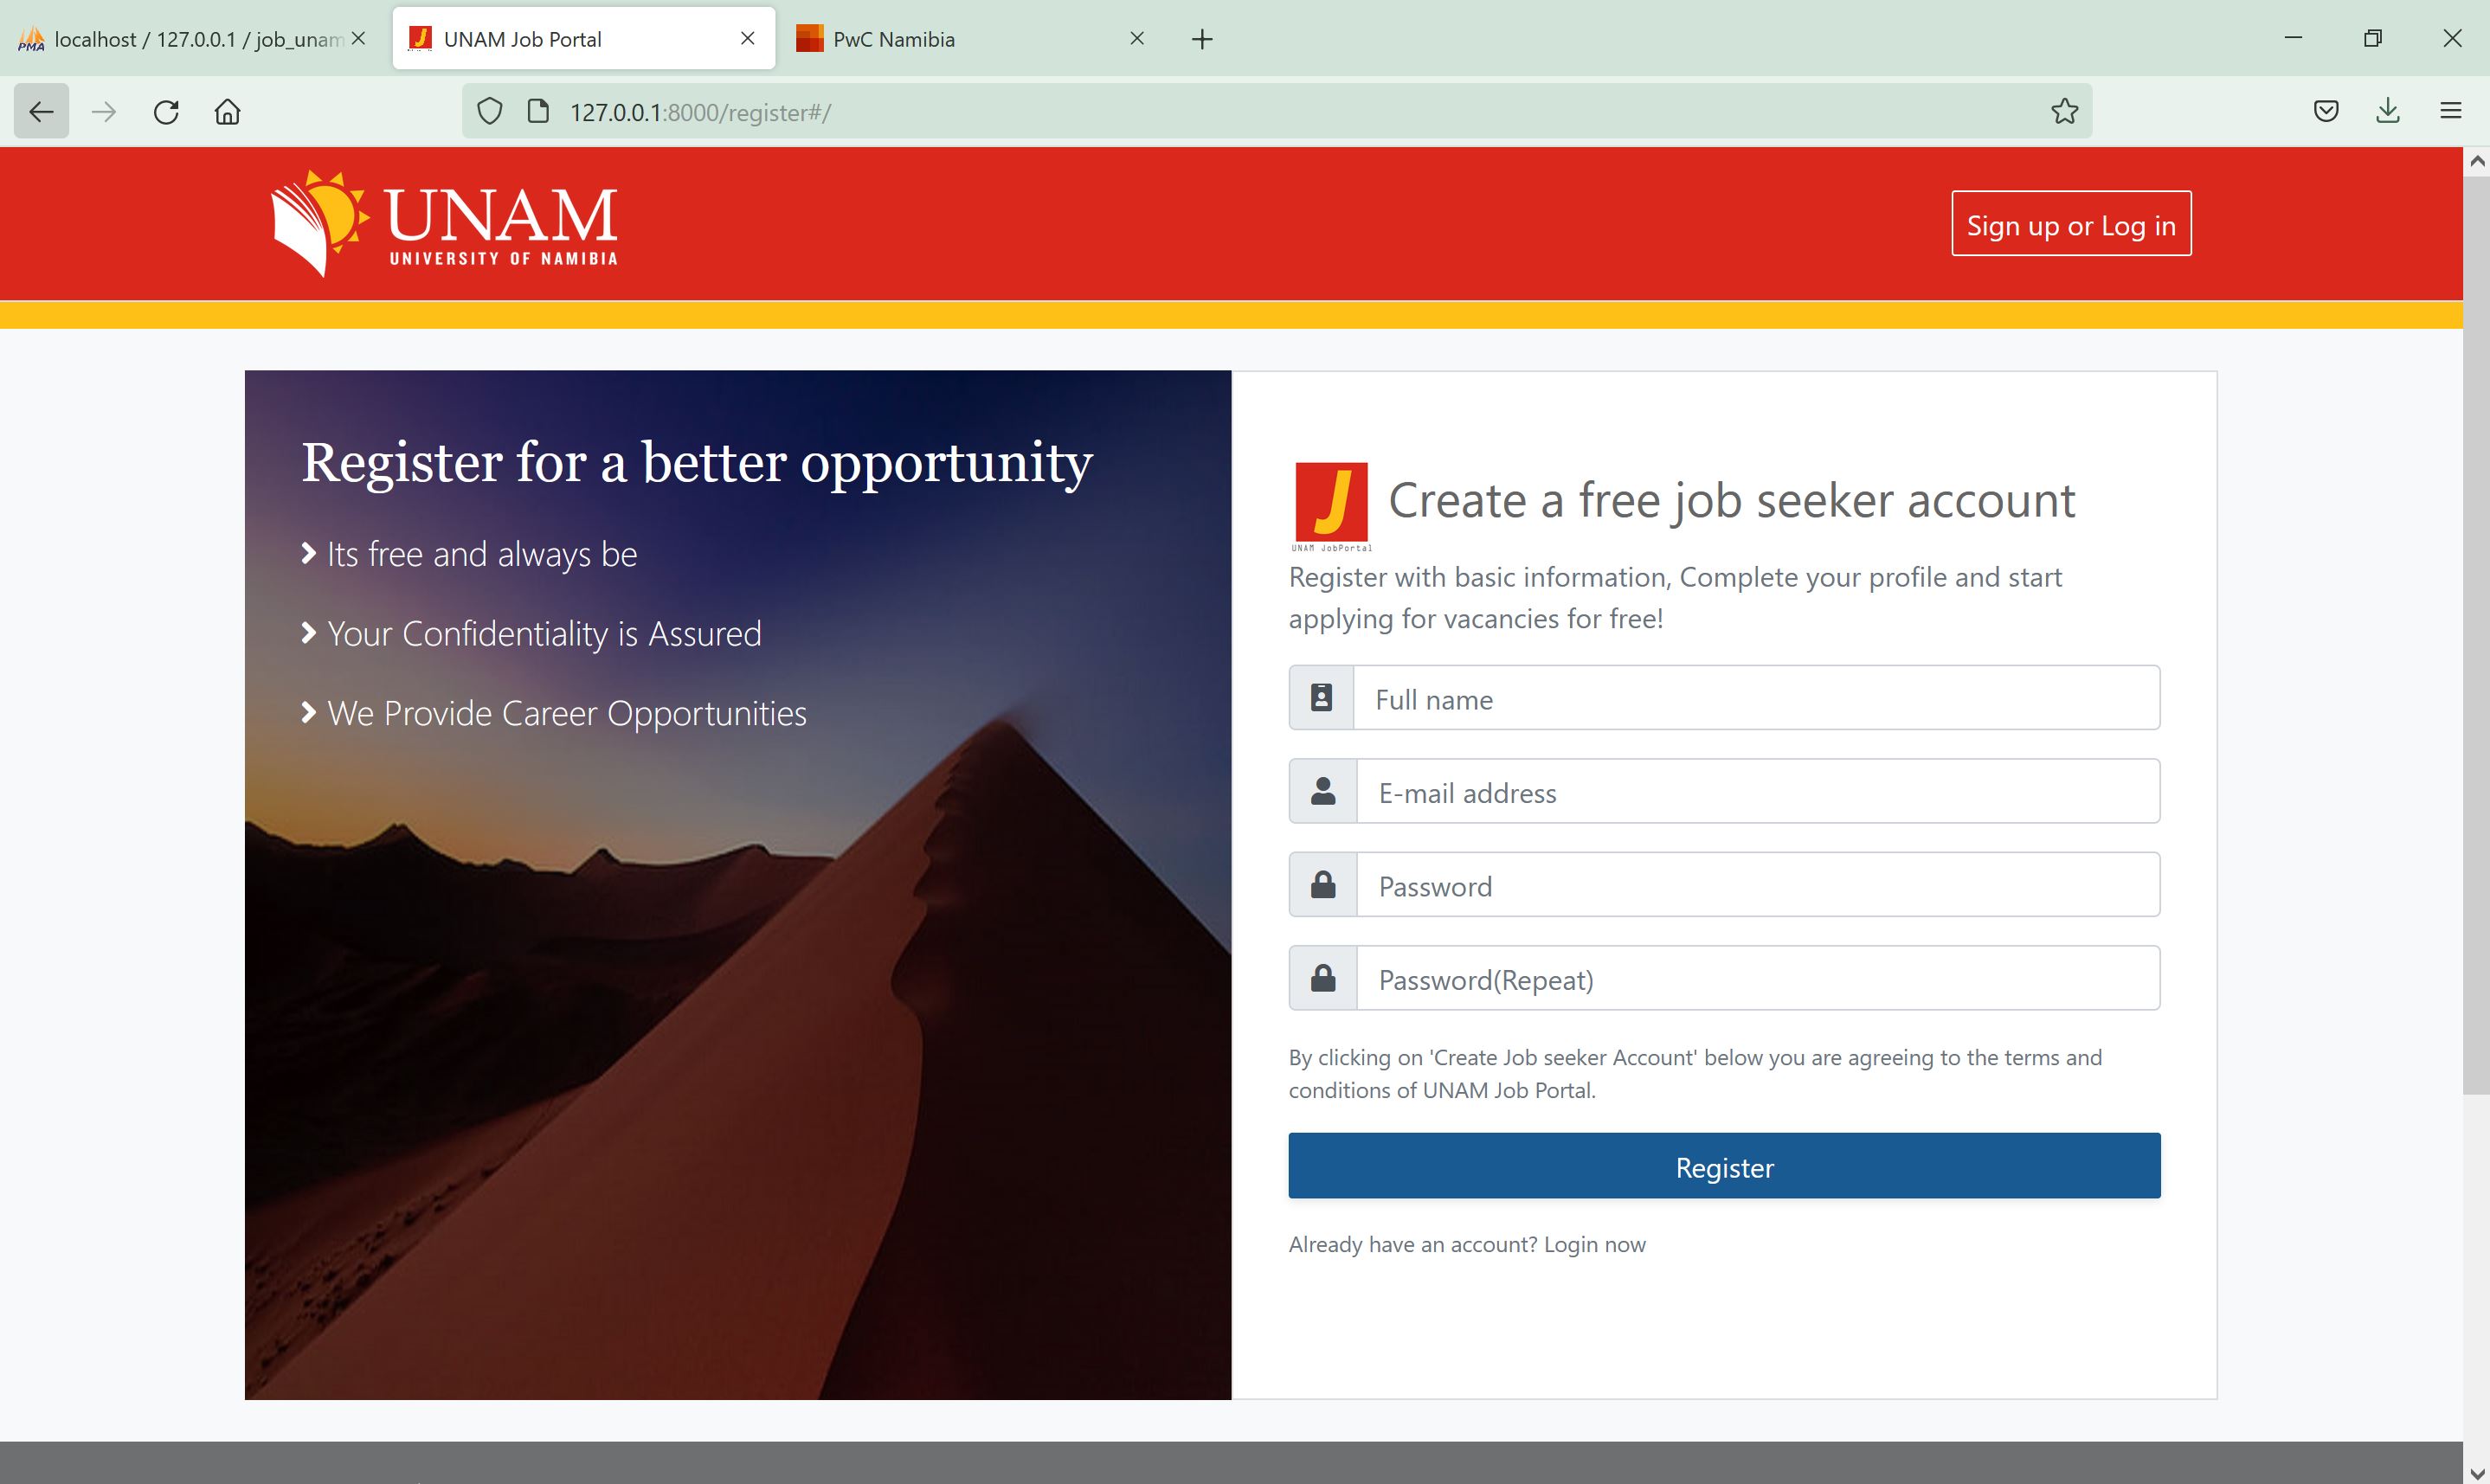 localhost / 127.0.0.1 / job_unam
UNAM Job Portal
PwC Namibia
127.0.0.1:8000/register#/
UNAM
UNIVERSITY OF NAMIBIA
Sign up or Log in
Register for a better opportunity
Its free and always be
Your Confidentiality is Assured
We Provide Career Opportunities
J
UNAM JobPortal
Create a free job seeker account
Register with basic information, Complete your profile and start
applying for vacancies for free!
Full name
E-mail address
Password
Password(Repeat)
By clicking on 'Create Job seeker Account' below you are agreeing to the terms and
conditions of UNAM Job Portal.
Register
Already have an account? Login now